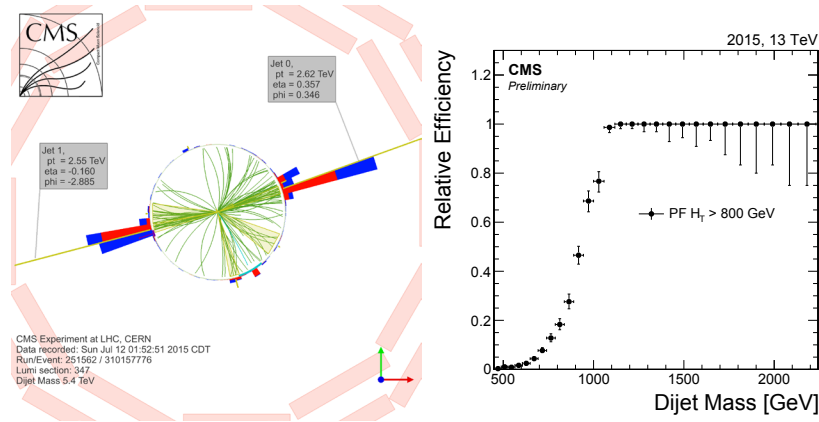 CMS
Jet 0,
pt = 2.62 TeV
eta = 0.357
phi = 0.346
Jet 1,
pt = 2.55 TeV
eta = -0.160
phi = -2.885
CMS Experiment at LHC, CERN
Data recorded: Sun Jul 12 01:52:51 2015 CDT
Run/Event: 251562 / 310157776
Lumi section: 347
Dijet Mass 5.4 TeV
2015, 13 TeV
CMS
Preliminary
Relative Efficiency
1.2
1
0.8
0.6
0.4
0.2
0
PF H_T > 800 GeV
500 1000 1500 2000
Dijet Mass [GeV]